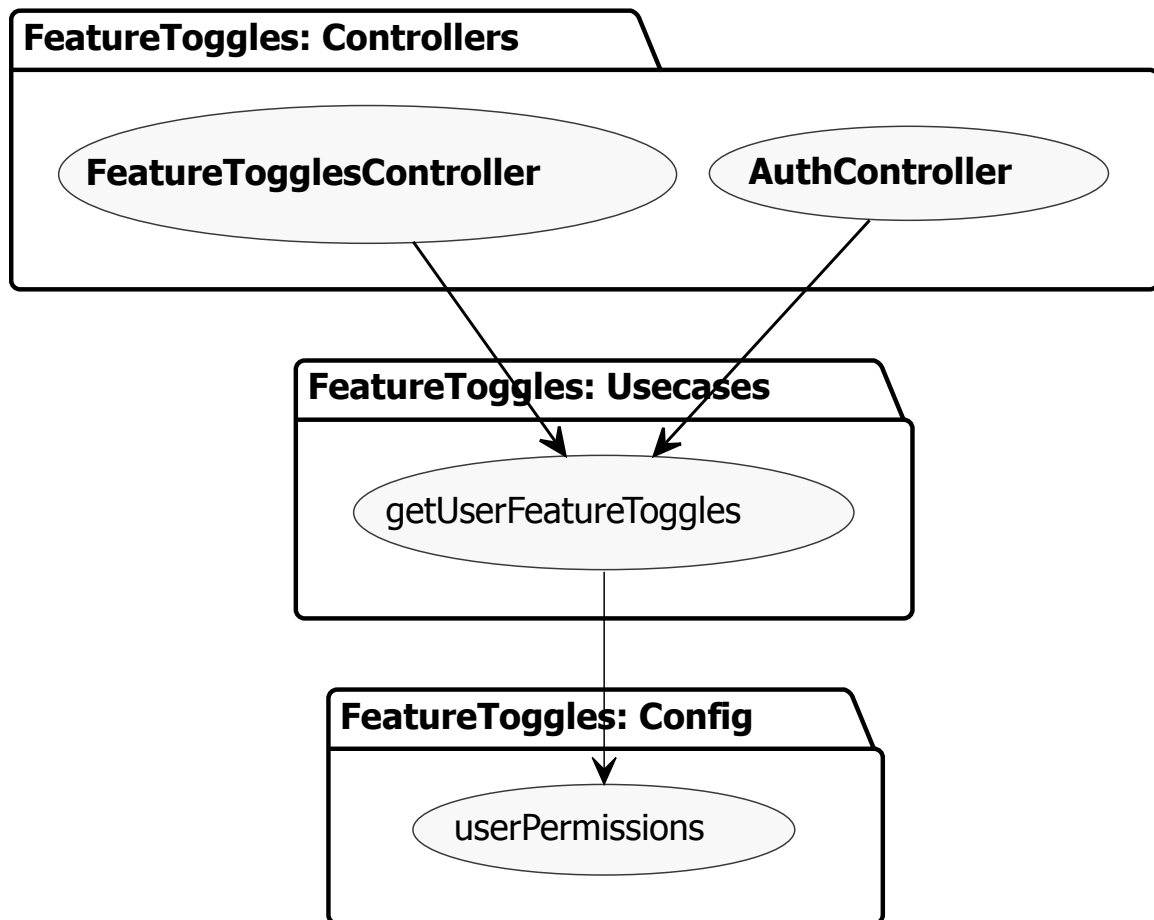 FeatureToggles: Controllers
FeatureTogglesController
AuthController
FeatureToggles: Usecases
getUserFeatureToggles
FeatureToggles: Config
userPermissions